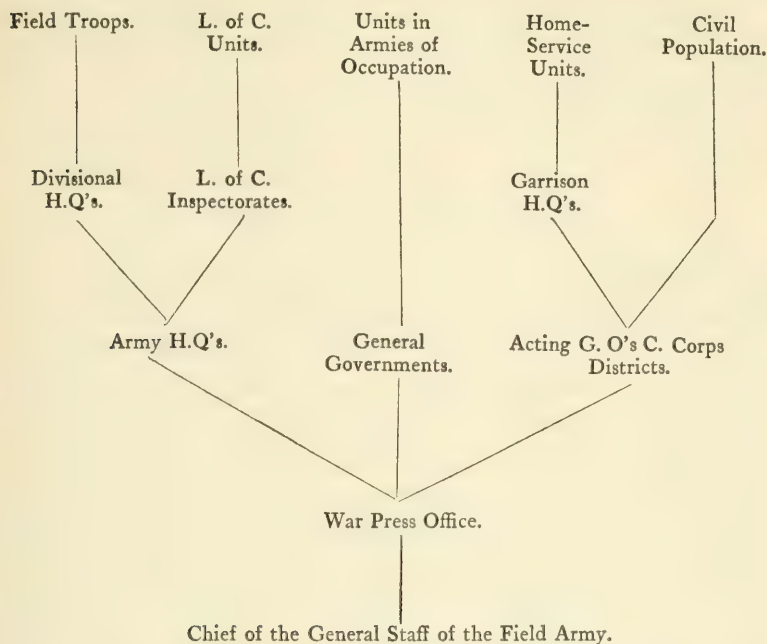 Field Troops.
L. of C.
Units.
Units in
Armies of
Occupation.
Home-
Service
Units.
Civil
Population.
Divisional
H.Q's.
L. of C.
Inspectorates.
Garrison
H.Q's.
Army H.Q's.
General
Governments.
Acting G. O's C. Corps
Districts.
War Press Office.
Chief of the General Staff of the Field Army.